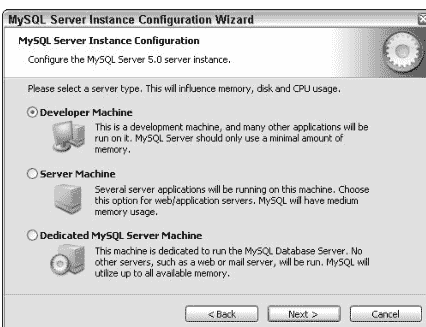 MySQL Server Instance Configuration Wizard
MySQL Server Instance Configuration
Configure the MySQL Server 5.0 server instance.
Please select a server type. This will influence memory, disk and CPU usage.
Developer Machine
This is a development machine, and many other applications will be
run on it. MySQL Server should only use a minimal amount of
memory.
Server Machine
Several server applications will be running on this machine. Choose
this option for web/application servers. MySQL will have medium
memory usage.
Dedicated MySQL Server Machine
This machine is dedicated to run the MySQL Database Server. No
other servers, such as a web or mail server, will be run. MySQL will
utilize up to all available memory.
< Back
Next >
Cancel